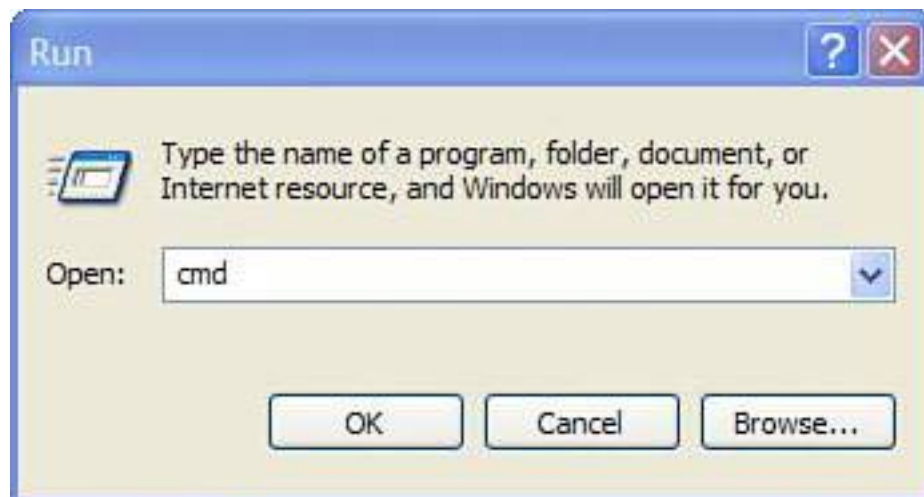 Run
Type the name of a program, folder, document, or
Internet resource, and Windows will open it for you.
Open: cmd
OK Cancel Browse...